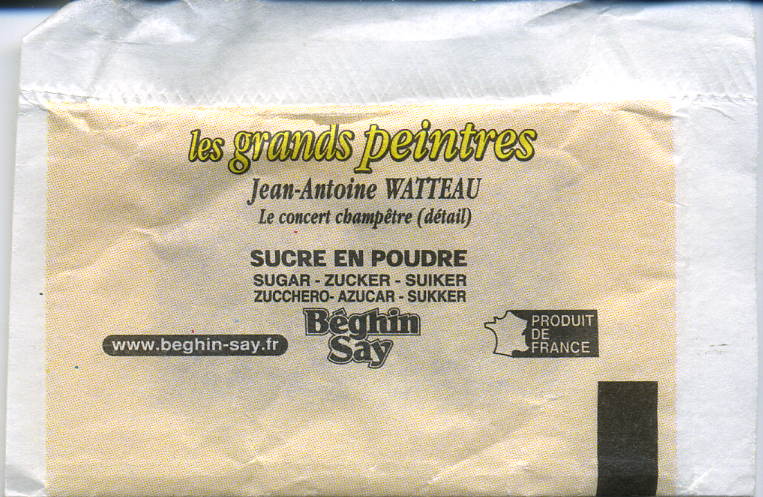 les grands peintres
Jean-Antoine WATTEAU
Le concert champêtre (détail)
SUCRE EN POUDRE
SUGAR - ZUCKER - SUIKER
ZUCCHERO- AZUCAR - SUKKER
Béghin
Say
www.beghin-say.fr
PRODUIT
DE
FRANCE